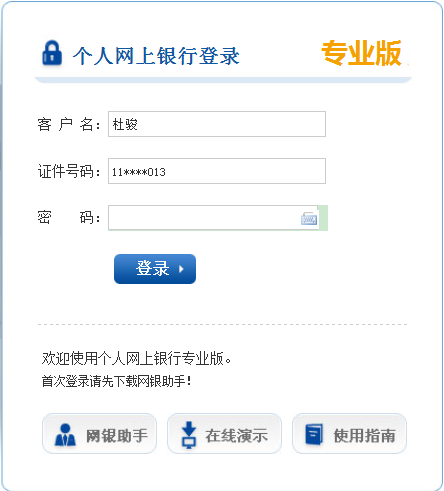 个人网上银行登录 专业版
客 户 名: 杜骏
证件号码: 11****013
密 码:
登录
欢迎使用个人网上银行专业版。
首次登录请先下载网银助手!
网银助手 在线演示 使用指南